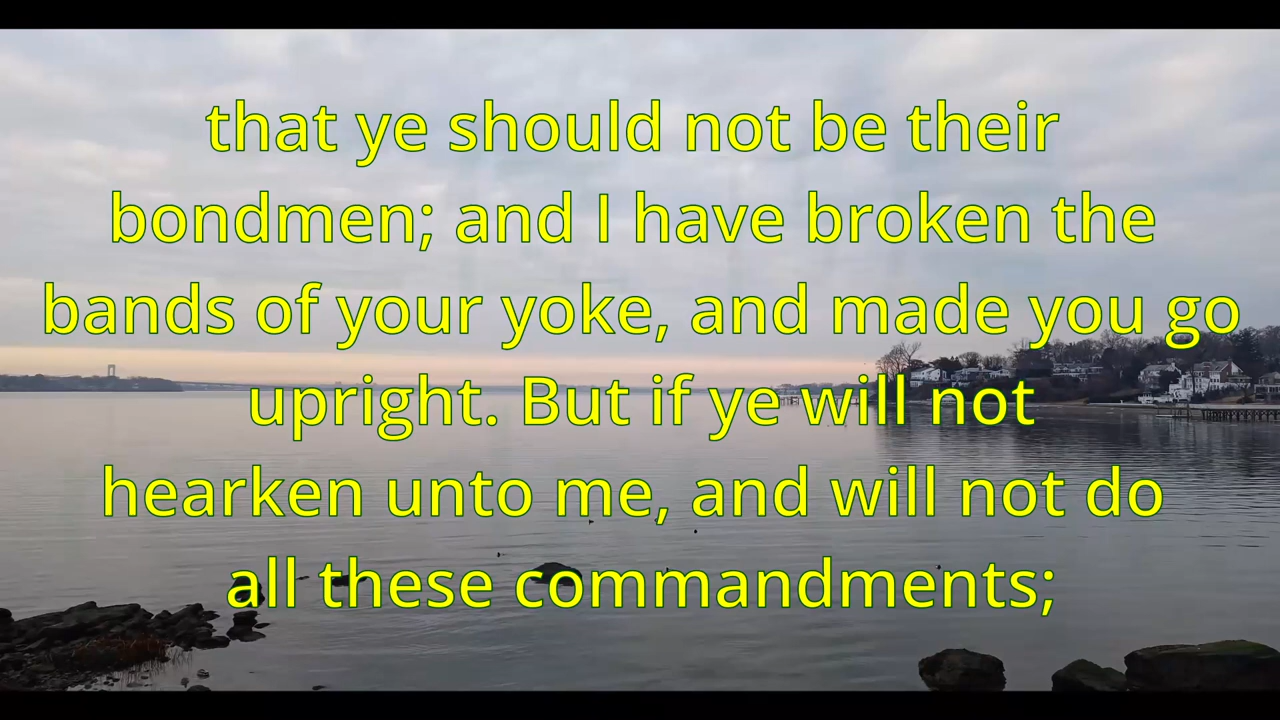 that ye should not be their
bondmen; and I have broken the
bands of your yoke, and made you go
upright. But if ye will not
hearken unto me, and will not do
all these commandments;